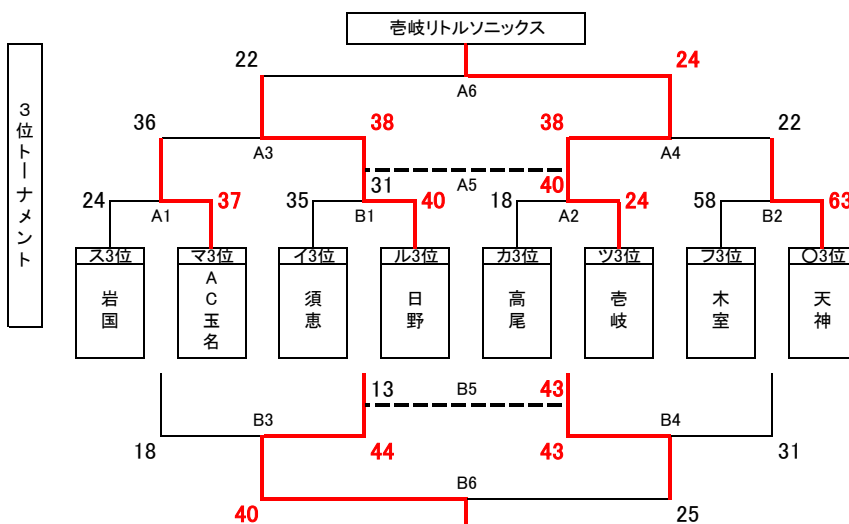 壱岐リトルソニックス
22 24
A6
3位トーナメント
36 38 38 22
A3 A4
31 A5 40
24 37 35 40 18 24 58 63
A1 B1 A2 B2
ス3位 マ3位 イ3位 ル3位 カ3位 ツ3位 フ3位 〇3位
岩国 AC玉名 須恵 日野 高尾 壱岐 木室 天神
13 B5 43
B3 B4
18 44 43 31
B6
40 25